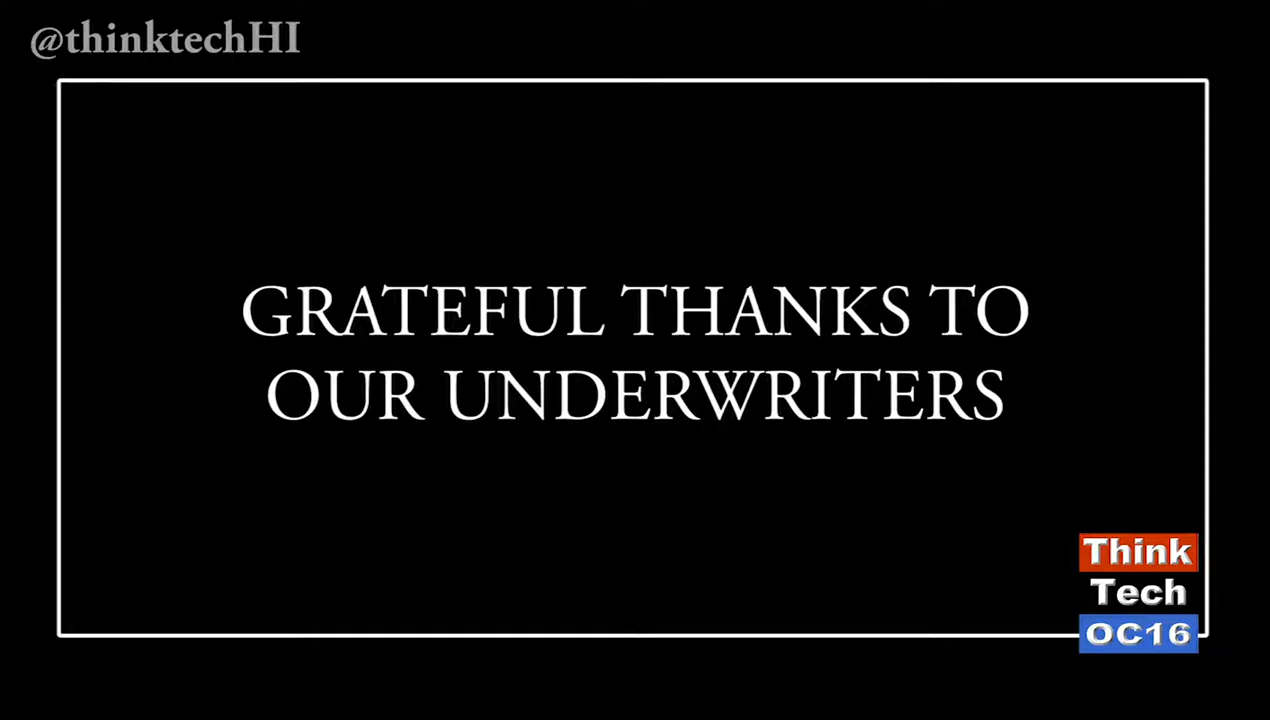 @thinktechHI
GRATEFUL THANKS TO
OUR UNDERWRITERS
Think
Tech
OC16